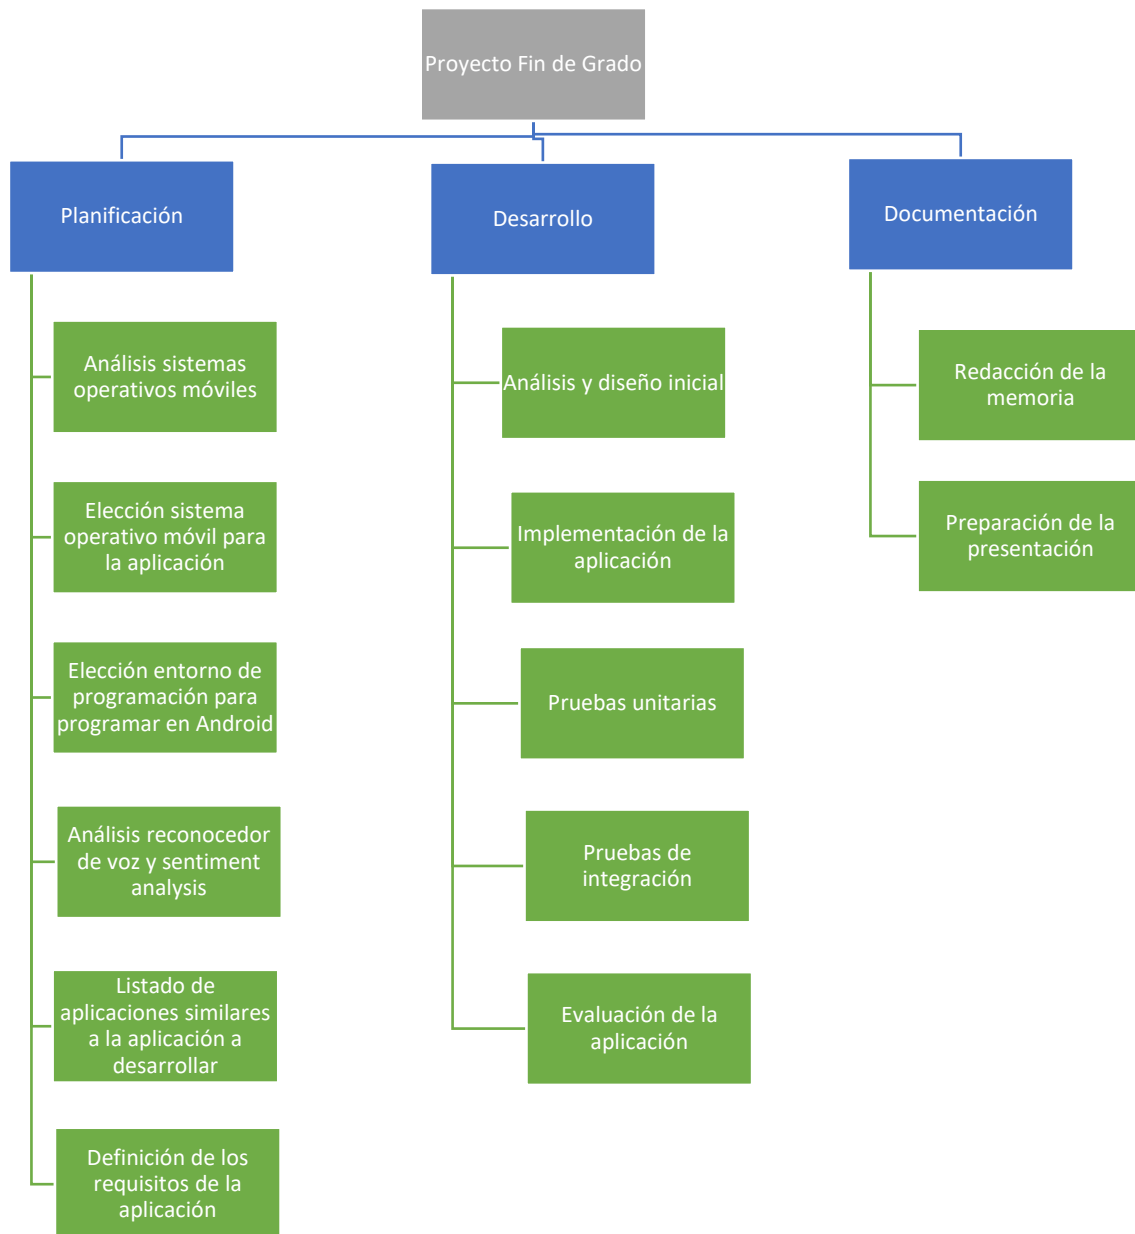 Proyecto Fin de Grado
Planificación
Análisis sistemas
operativos móviles
Elección sistema
operativo móvil para
la aplicación
Elección entorno de
programación para
programar en Android
Análisis reconocedor
de voz y sentiment
analysis
Listado de
aplicaciones similares
a la aplicación a
desarrollar
Definición de los
requisitos de la
aplicación
Desarrollo
Análisis y diseño inicial
Implementación de la
aplicación
Pruebas unitarias
Pruebas de
integración
Evaluación de la
aplicación
Documentación
Redacción de la
memoria
Preparación de la
presentación